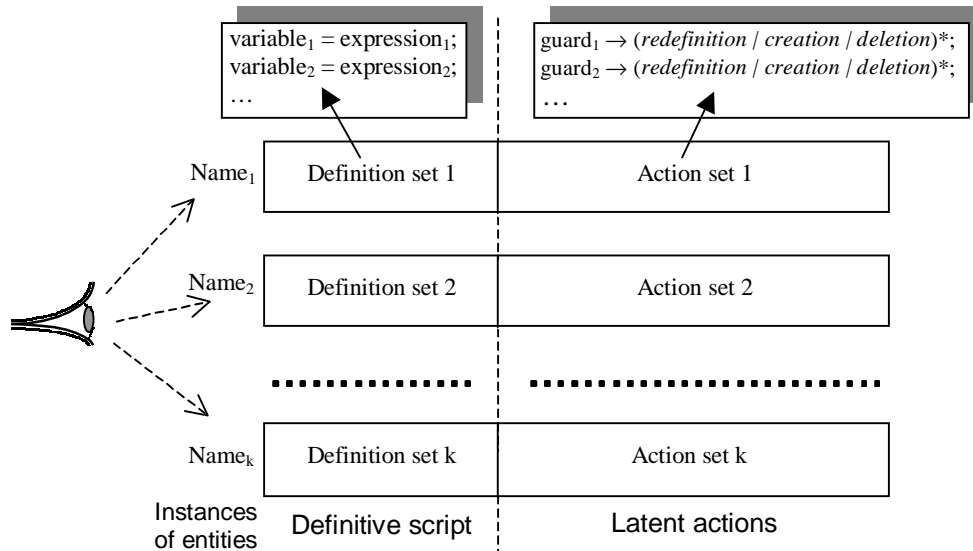 variable₁ = expression₁;
variable₂ = expression₂;
…
guard₁ → (redefinition / creation / deletion)*;
guard₂ → (redefinition / creation / deletion)*;
…
Name₁ Definition set 1 Action set 1
Name₂ Definition set 2 Action set 2
Nameₖ Definition set k Action set k
Instances
of entities
Definitive script
Latent actions